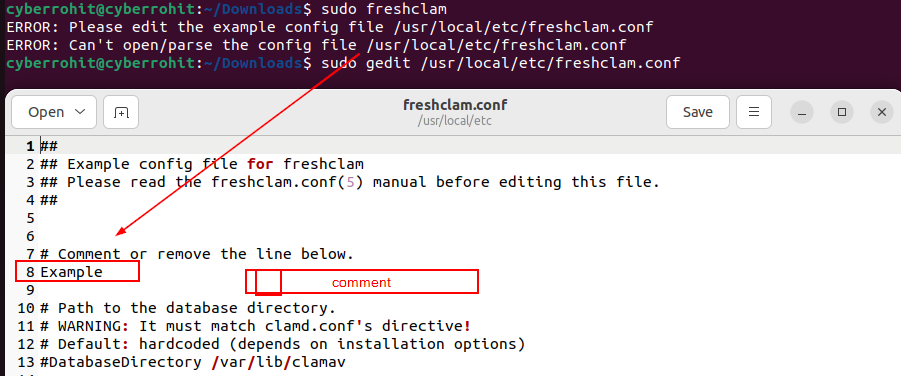 cyberrohit@cyberrohit:~/Downloads$ sudo freshclam
ERROR: Please edit the example config file /usr/local/etc/freshclam.conf
ERROR: Can't open/parse the config file /usr/local/etc/freshclam.conf
cyberrohit@cyberrohit:~/Downloads$ sudo gedit /usr/local/etc/freshclam.conf
Open
freshclam.conf
/usr/local/etc
Save
1 ##
2 ## Example config file for freshclam
3 ## Please read the freshclam.conf(5) manual before editing this file.
4 ##
5
6
7 # Comment or remove the line below.
8 Example
comment
9
10 # Path to the database directory.
11 # WARNING: It must match clamd.conf's directive!
12 # Default: hardcoded (depends on installation options)
13 #DatabaseDirectory /var/lib/clamav